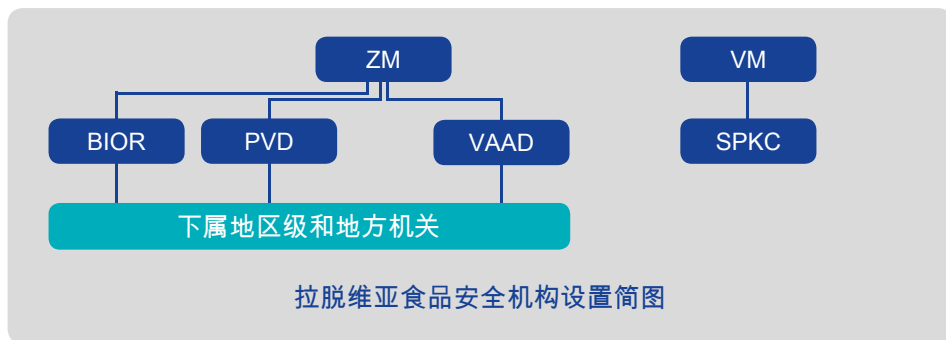 ZM
VM
BIOR
PVD
VAAD
SPKC
下属地区级和地方机关
拉脱维亚食品安全机构设置简图